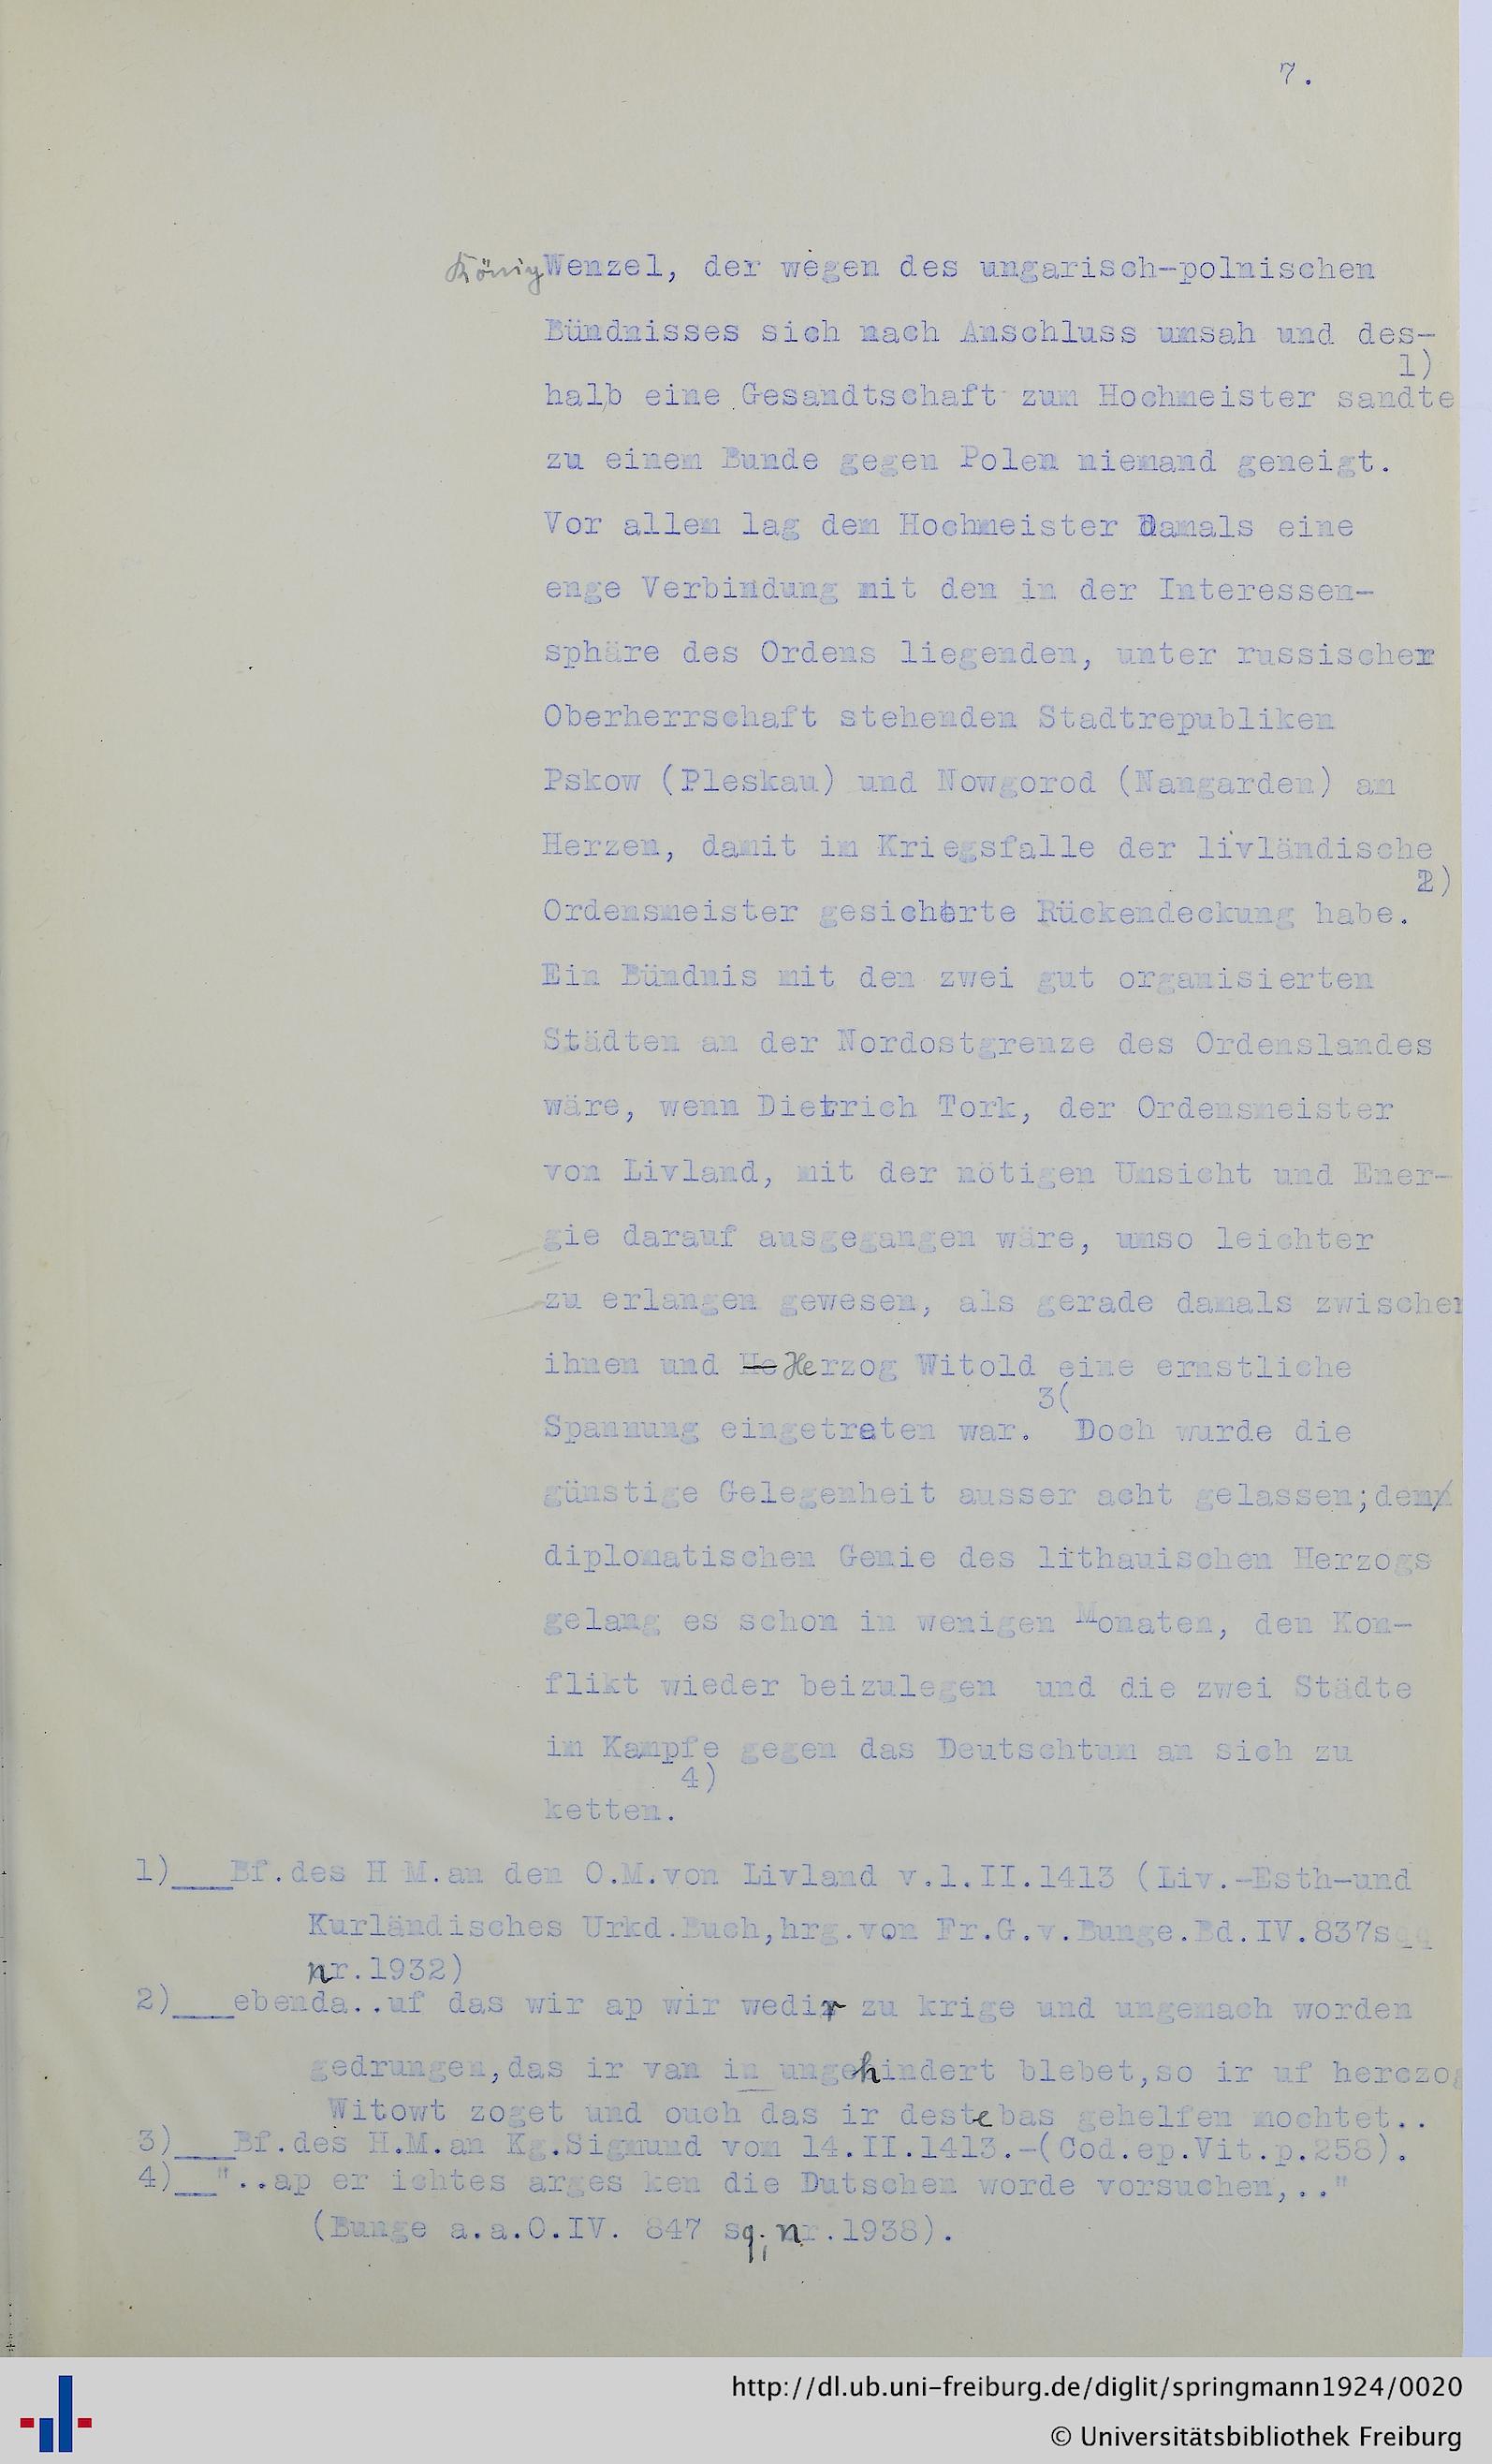 7.
König Wenzel, der wegen des ungarisch-polnischen
Bündnisses sich nach Anschluss umsah und des-
halb eine Gesandtschaft zum Hochmeister sandte 1)
zu einem Bunde gegen Polen niemand geneigt.
Vor allem lag dem Hochmeister damals eine
enge Verbindung mit den in der Interessen-
sphäre des Ordens liegenden, unter russischer
Oberherrschaft stehenden Stadtrepubliken
Pskow (Pleskau) und Nowgorod (Nangarden) am
Herzen, damit im Kriegsfalle der livländische
Ordensmeister gesicherte Rückendeckung habe. 2)
Ein Bündnis mit den zwei gut organisierten
Städten an der Nordostgrenze des Ordenslandes
wäre, wenn Dietrich Tork, der Ordensmeister
von Livland, mit der nötigen Umsicht und Ener-
gie darauf ausgegangen wäre, umso leichter
zu erlangen gewesen, als gerade damals zwischen
ihnen und Herzog Witold eine ernstliche
Spannung eingetreten war. 3( Doch wurde die
günstige Gelegenheit ausser acht gelassen; dem
diplomatischen Genie des lithauischen Herzogs
gelang es schon in wenigen Monaten, den Kon-
flikt wieder beizulegen und die zwei Städte
im Kampfe gegen das Deutschtum an sich zu
ketten. 4)
1)___Bf.des H M.an den O.M.von Livland v.1.II.1413 (Liv.-Esth-und
Kurländisches Urkd.Buch,hrg.von Fr.G.v.Bunge.Bd.IV.837sqq
nr.1932)
2)___ebenda..uf das wir ap wir wedir zu krige und ungemach worden
gedrungen,das ir van in ungehindert blebet,so ir uf herczog
Witowt zoget und ouch das ir deste bas gehelfen mochtet..
3)___Bf.des H.M.an Kg.Sigmund vom 14.II.1413.-(Cod.ep.Vit.p.258).
4)__"..ap er ichtes arges ken die Dutschen worde vorsuchen,.."
(Bunge a.a.O.IV. 847 sq; nr.1938).
http://dl.ub.uni-freiburg.de/diglit/springmann1924/0020
© Universitätsbibliothek Freiburg